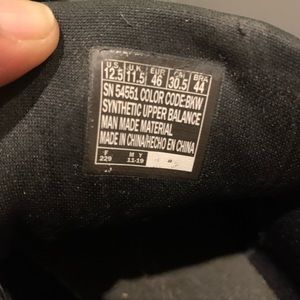 U.S. U.K. EUR CM BRA
12.5 11.5 46 30.5 44
SN 54551 COLOR CODE:BKW
SYNTHETIC UPPER BALANCE
MAN MADE MATERIAL
MADE IN CHINA/HECHO EN CHINA
F M Y
229 11-19